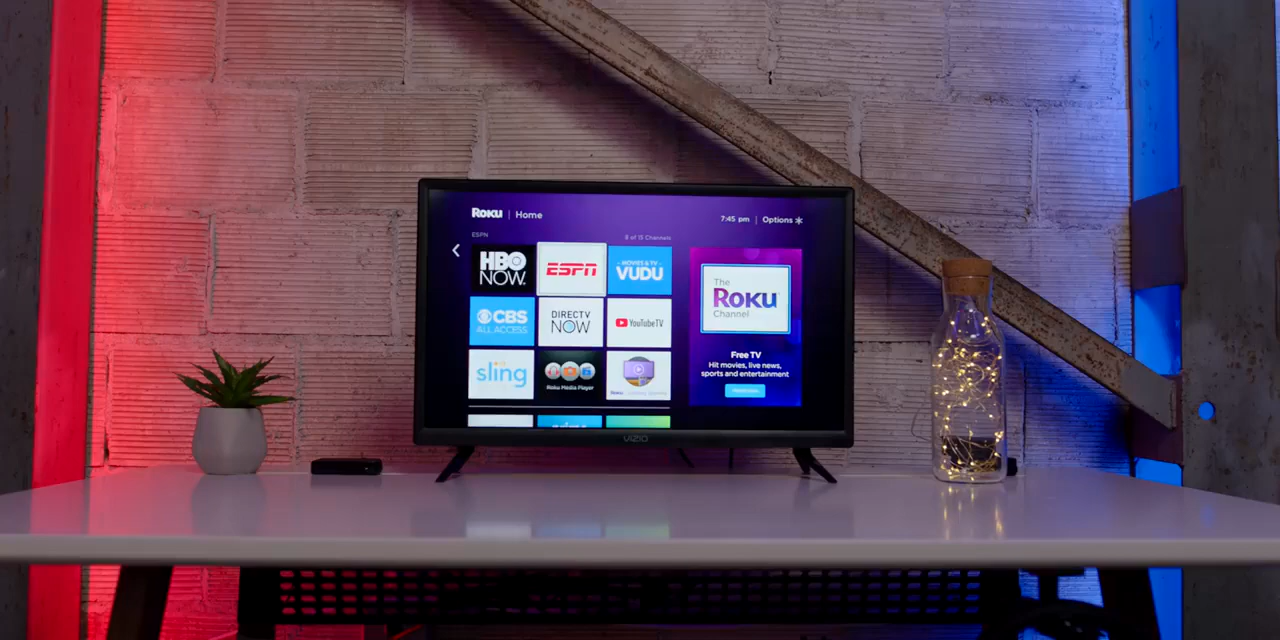 Roku | Home
7:45 pm | Options
ESPN
8 of 15 Channels
HBO
NOW
ESPN
MOVIES & TV
VUDU
CBS
ALL ACCESS
DIRECTV
NOW
YouTube TV
sling
Roku Media Player
Roku
The
Roku
Channel
Free TV
Hit movies, live news,
sports and entertainment
VIZIO